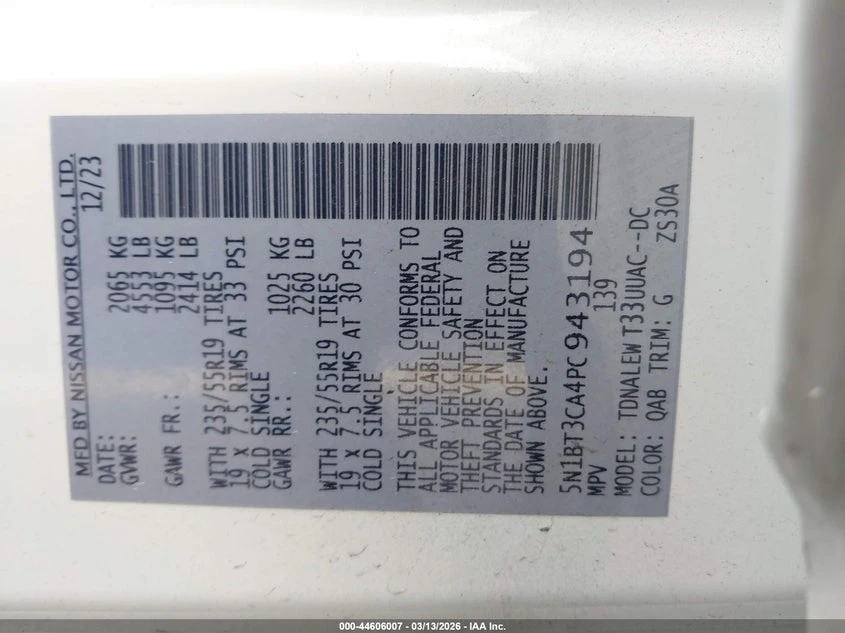 MFD BY NISSAN MOTOR CO., LTD.
DATE: 12/23
GVWR: 2065 KG
4553 LB
GAWR FR.: 1095 KG
2414 LB
WITH 235/55R19 TIRES
19 x 7.5 RIMS AT 33 PSI
COLD SINGLE
GAWR RR.: 1025 KG
2260 LB
WITH 235/55R19 TIRES
19 x 7.5 RIMS AT 30 PSI
COLD SINGLE
THIS VEHICLE CONFORMS TO
ALL APPLICABLE FEDERAL
MOTOR VEHICLE SAFETY AND
THEFT PREVENTION
STANDARDS IN EFFECT ON
THE DATE OF MANUFACTURE
SHOWN ABOVE.
5N1BT3CA4PC943194
MPV 139
MODEL: TDNALEW T33UUAC--DC
COLOR: QAB TRIM: G ZS30A
000-44606007 - 03/13/2026 - IAA Inc.